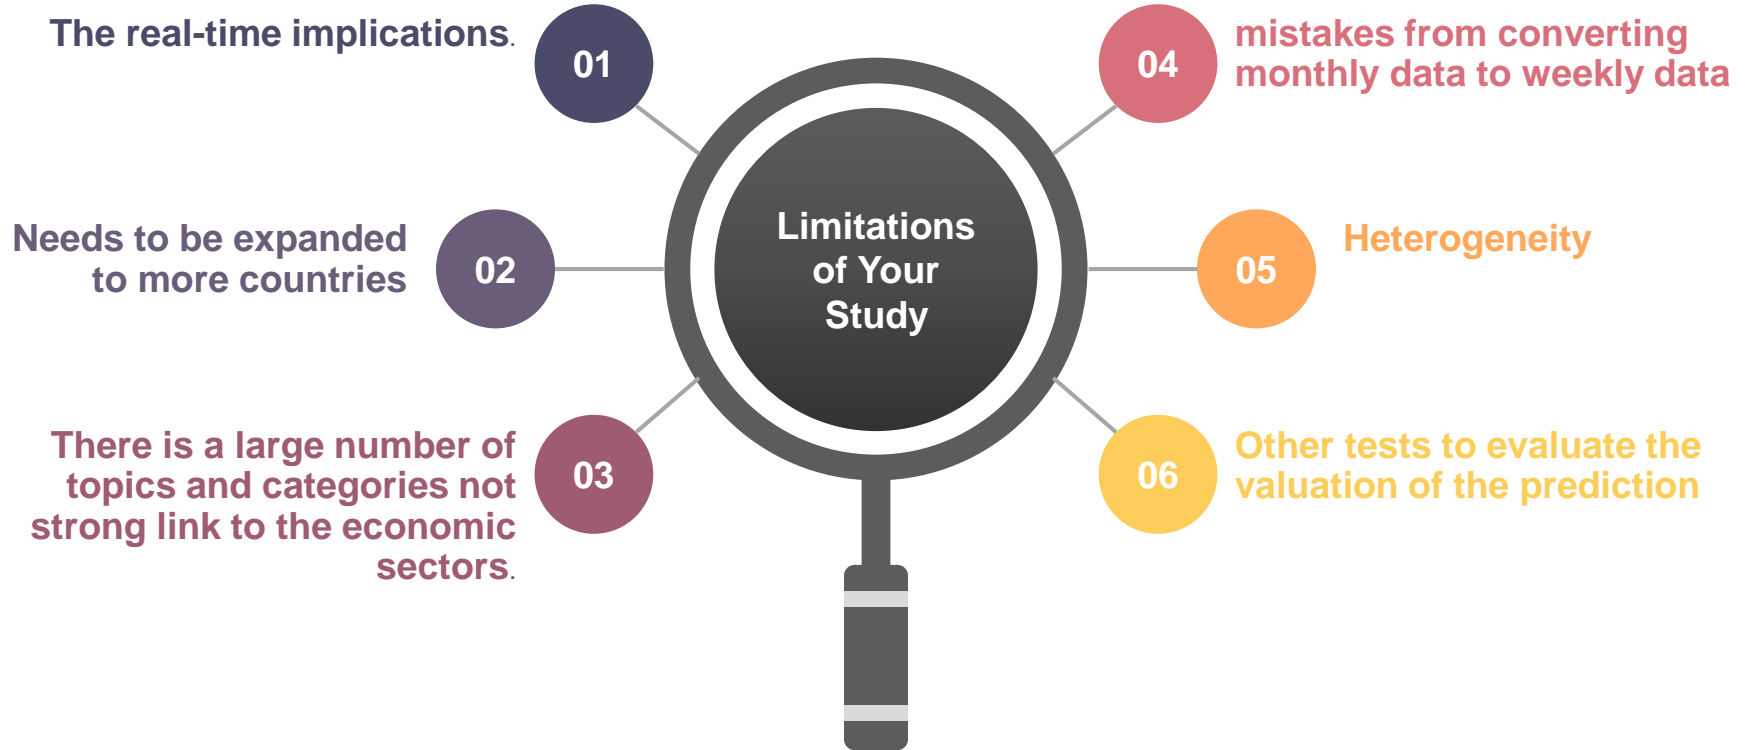 The real-time implications.
01
Needs to be expanded
to more countries
02
There is a large number of
topics and categories not
strong link to the economic
sectors.
03
Limitations
of Your
Study
04
mistakes from converting
monthly data to weekly data
05
Heterogeneity
06
Other tests to evaluate the
valuation of the prediction